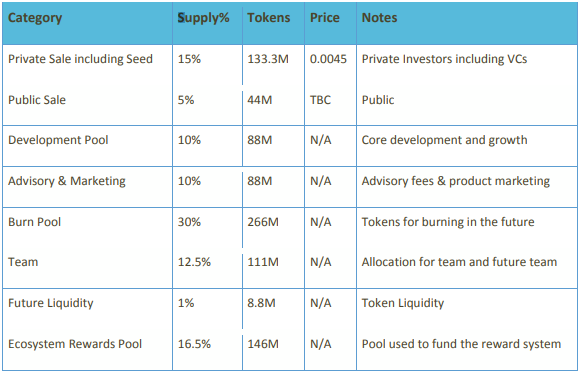 Category Supply% Tokens Price Notes
Private Sale including Seed 15% 133.3M 0.0045 Private Investors including VCs
Public Sale 5% 44M TBC Public
Development Pool 10% 88M N/A Core development and growth
Advisory & Marketing 10% 88M N/A Advisory fees & product marketing
Burn Pool 30% 266M N/A Tokens for burning in the future
Team 12.5% 111M N/A Allocation for team and future team
Future Liquidity 1% 8.8M N/A Token Liquidity
Ecosystem Rewards Pool 16.5% 146M N/A Pool used to fund the reward system